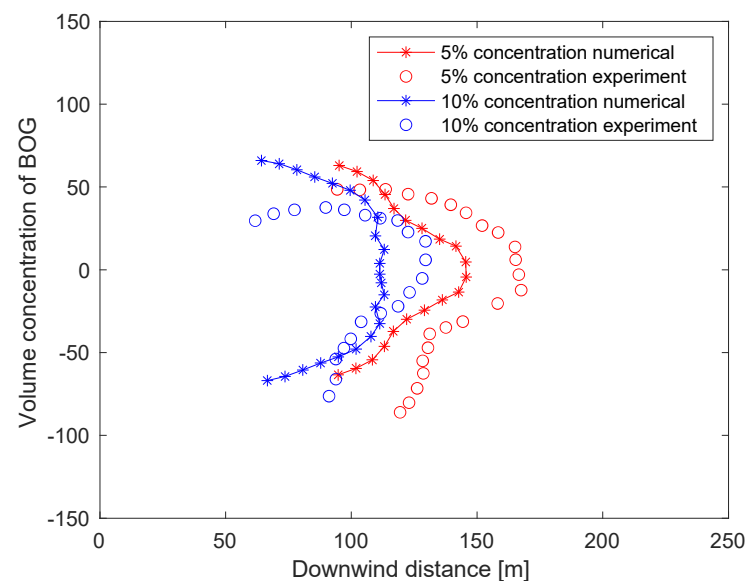 150
100
50
0
-50
-100
-150
Volume concentration of BOG
5% concentration numerical
5% concentration experiment
10% concentration numerical
10% concentration experiment
0
50
100
150
200
250
Downwind distance [m]